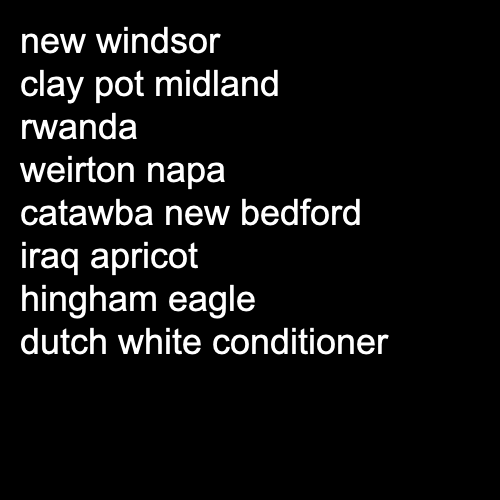 new windsor
clay pot midland
rwanda
weirton napa
catawba new bedford
iraq apricot
hingham eagle
dutch white conditioner